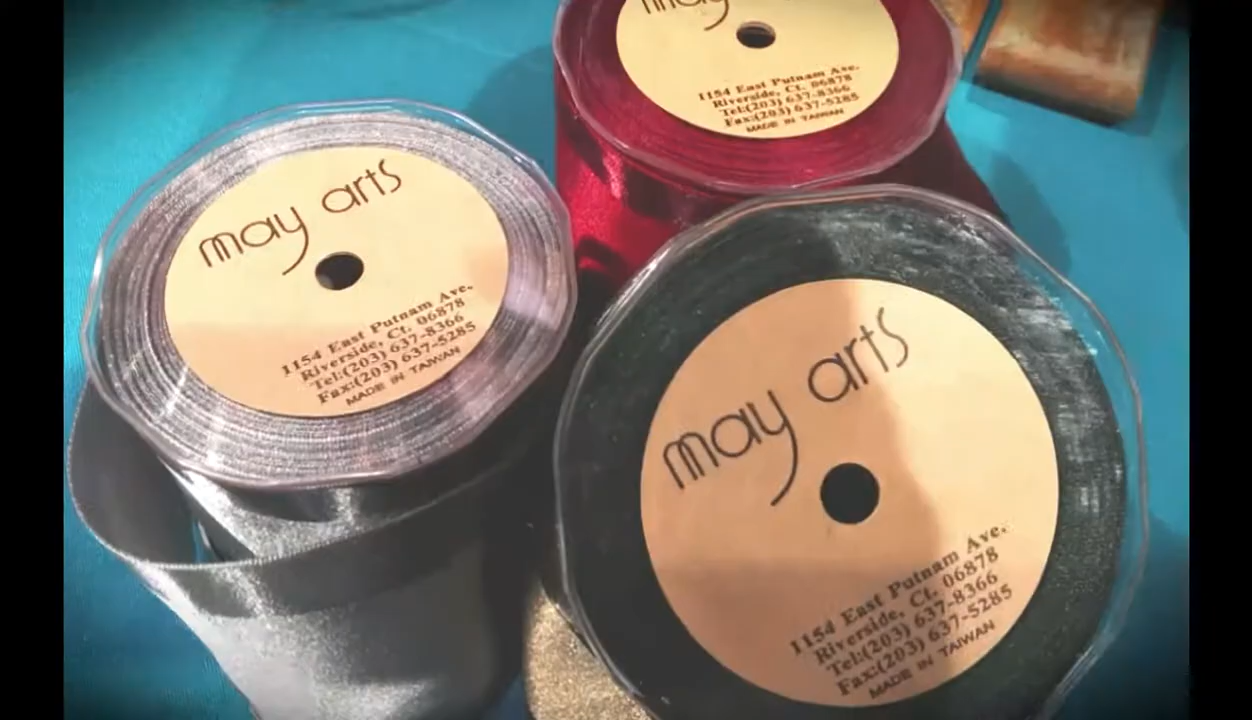 may
1154 East Putnam Ave.
Riverside, Ct. 06878
Tel:(203) 637-8366
Fax:(203) 637-5285
MADE IN TAIWAN
may arts
1154 East Putnam Ave.
Riverside, Ct. 06878
Tel:(203) 637-8366
Fax:(203) 637-5285
MADE IN TAIWAN
may arts
1154 East Putnam Ave.
Riverside, Ct. 06878
Tel:(203) 637-8366
Fax:(203) 637-5285
MADE IN TAIWAN